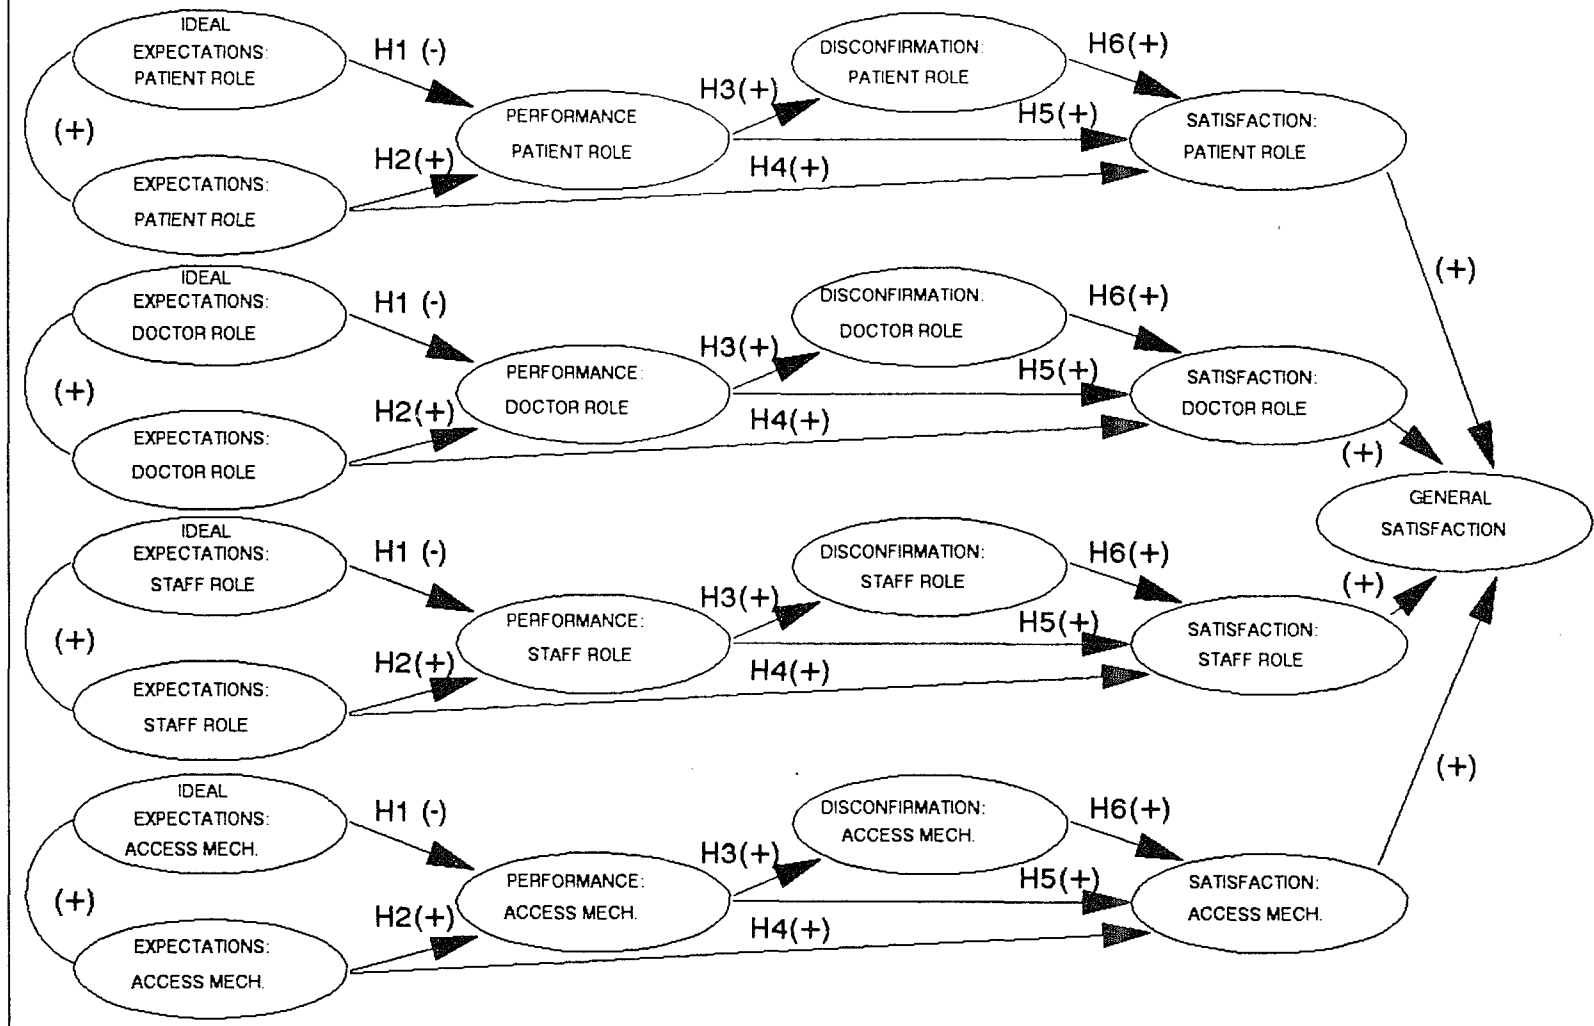 IDEAL
EXPECTATIONS:
PATIENT ROLE
H1 (-)
DISCONFIRMATION:
PATIENT ROLE
H6(+)
(+)
H3(+)
PERFORMANCE
PATIENT ROLE
H5(+)
SATISFACTION:
PATIENT ROLE
H2(+)
H4(+)
EXPECTATIONS:
PATIENT ROLE
(+)
IDEAL
EXPECTATIONS:
DOCTOR ROLE
H1 (-)
DISCONFIRMATION:
DOCTOR ROLE
H6(+)
(+)
H3(+)
PERFORMANCE:
DOCTOR ROLE
H5(+)
SATISFACTION:
DOCTOR ROLE
H2(+)
H4(+)
EXPECTATIONS:
DOCTOR ROLE
(+)
GENERAL
SATISFACTION
IDEAL
EXPECTATIONS:
STAFF ROLE
H1 (-)
DISCONFIRMATION:
STAFF ROLE
H6(+)
(+)
(+)
H3(+)
PERFORMANCE:
STAFF ROLE
H5(+)
SATISFACTION:
STAFF ROLE
H2(+)
H4(+)
EXPECTATIONS:
STAFF ROLE
(+)
IDEAL
EXPECTATIONS:
ACCESS MECH.
H1 (-)
DISCONFIRMATION:
ACCESS MECH.
H6(+)
(+)
H3(+)
PERFORMANCE:
ACCESS MECH.
H5(+)
SATISFACTION:
ACCESS MECH.
H2(+)
H4(+)
EXPECTATIONS:
ACCESS MECH.